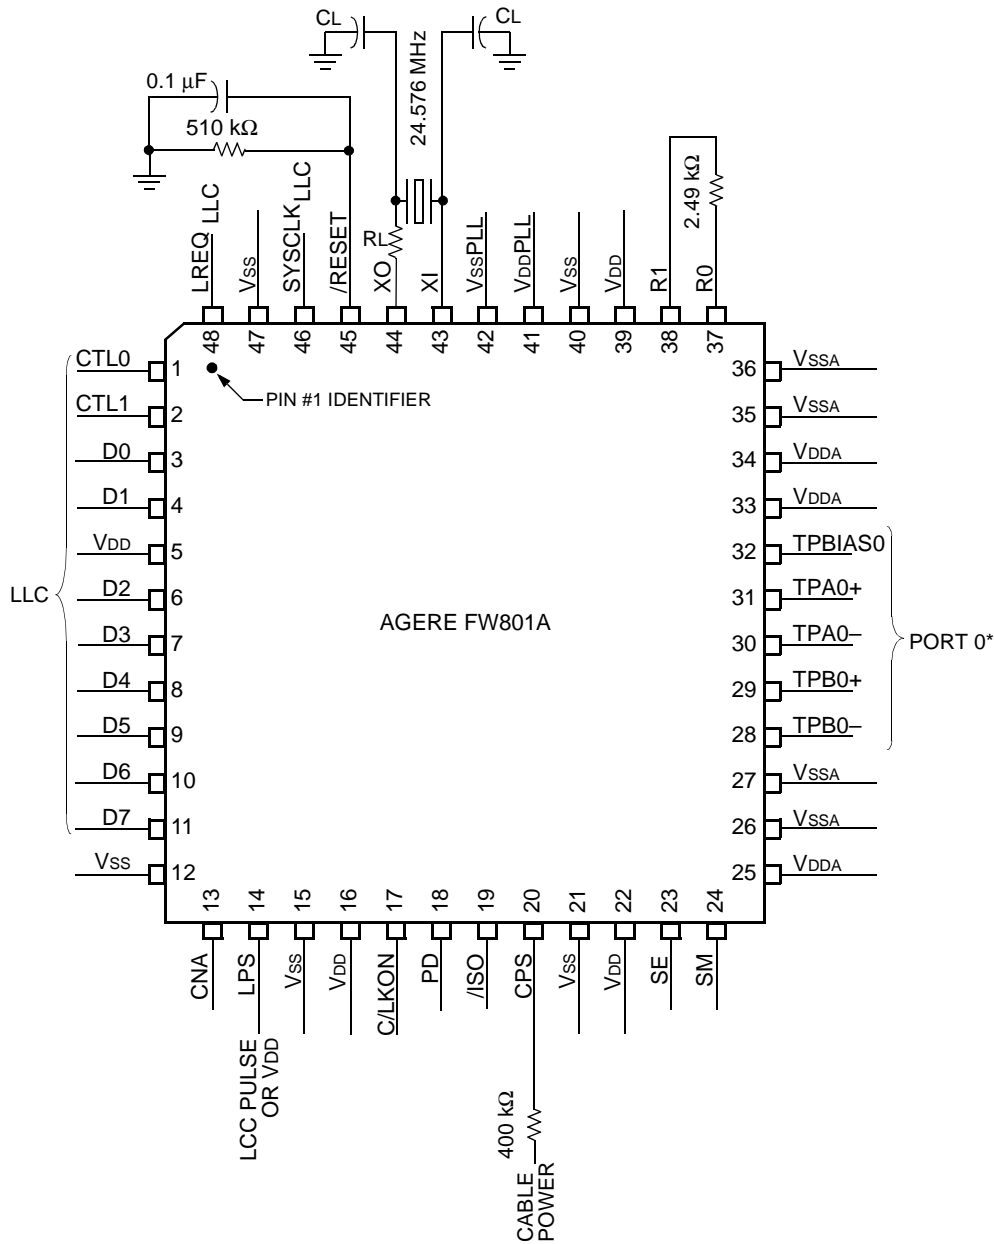 CL
CL
24.576 MHz
0.1 µF
510 kΩ
2.49 kΩ
RL
LREQ LLC
VSS
SYSCLK LLC
/RESET
XO
XI
VSSPLL
VDDPLL
VSS
VDD
R1
R0
48
47
46
45
44
43
42
41
40
39
38
37
PIN #1 IDENTIFIER
LLC
CTL0 1
CTL1 2
D0 3
D1 4
VDD 5
D2 6
D3 7
D4 8
D5 9
D6 10
D7 11
VSS 12
AGERE FW801A
36 VSSA
35 VSSA
34 VDDA
33 VDDA
32 TPBIAS0
31 TPA0+
30 TPA0–
29 TPB0+
28 TPB0–
27 VSSA
26 VSSA
25 VDDA
PORT 0*
13
14
15
16
17
18
19
20
21
22
23
24
CNA
LPS
VSS
VDD
C/LKON
PD
/ISO
CPS
VSS
VDD
SE
SM
LCC PULSE
OR VDD
400 kΩ
CABLE
POWER